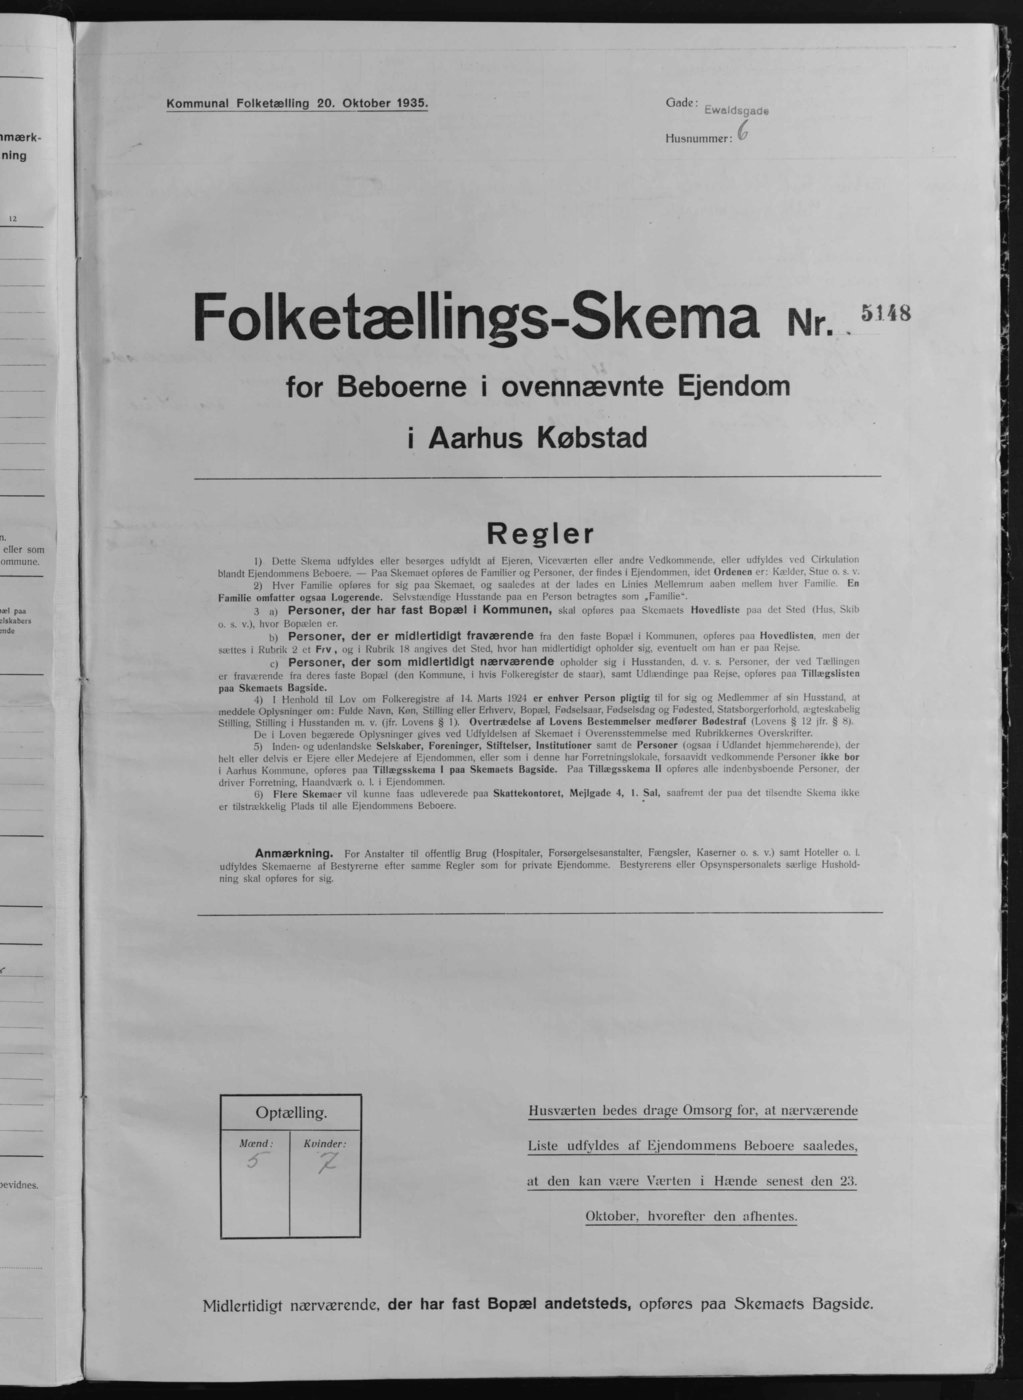 Kommunal Folketælling 20. Oktober 1935.
Gade: Ewaldsgade
Husnummer: 6
Folketællings-Skema Nr. 5148
for Beboerne i ovennævnte Ejendom
i Aarhus Købstad
Regler
1) Dette Skema udfyldes eller besørges udfyldt af Ejeren, Viceværten eller andre Vedkommende, eller udfyldes ved Cirkulation
blandt Ejendommens Beboere. — Paa Skemaet opføres de Familier og Personer, der findes i Ejendommen, idet Ordenen er: Kælder, Stue o. s. v.
2) Hver Familie opføres for sig paa Skemaet, og saaledes at der lades en Linies Mellemrum aaben mellem hver Familie. En
Familie omfatter ogsaa Logerende. Selvstændige Husstande paa en Person betragtes som „Familie".
3 a) Personer, der har fast Bopæl i Kommunen, skal opføres paa Skemaets Hovedliste paa det Sted (Hus, Skib
o. s. v.), hvor Bopælen er.
b) Personer, der er midlertidigt fraværende fra den faste Bopæl i Kommunen, opføres paa Hovedlisten, men der
sættes i Rubrik 2 et Frv., og i Rubrik 18 angives det Sted, hvor han midlertidigt opholder sig, eventuelt om han er paa Rejse.
c) Personer, der som midlertidigt nærværende opholder sig i Husstanden, d. v. s. Personer, der ved Tællingen
er fraværende fra deres faste Bopæl (den Kommune, i hvis Folkeregister de staar), samt Udlændinge paa Rejse, opføres paa Tillægslisten
paa Skemaets Bagside.
4) I Henhold til Lov om Folkeregistre af 14. Marts 1924 er enhver Person pligtig til for sig og Medlemmer af sin Husstand, at
meddele Oplysninger om: Fulde Navn, Køn, Stilling eller Erhverv, Bopæl, Fødselsaar, Fødselsdag og Fødested, Statsborgerforhold, ægteskabelig
Stilling, Stilling i Husstanden m. v. (jfr. Lovens § 1). Overtrædelse af Lovens Bestemmelser medfører Bødestraf (Lovens § 12 jfr. § 8).
De i Loven begærede Oplysninger gives ved Udfyldelsen af Skemaet i Overensstemmelse med Rubrikkernes Overskrifter.
5) Inden- og udenlandske Selskaber, Foreninger, Stiftelser, Institutioner samt de Personer (ogsaa i Udlandet hjemmehørende), der
helt eller delvis er Ejere eller Medejere af Ejendommen, eller som i denne har Forretningslokale, forsaavidt vedkommende Personer ikke bor
i Aarhus Kommune, opføres paa Tillægsskema I paa Skemaets Bagside. Paa Tillægsskema II opføres alle indenbysboende Personer, der
driver Forretning, Haandværk o. l. i Ejendommen.
6) Flere Skemaer vil kunne faas udleverede paa Skattekontoret, Mejlgade 4, 1. Sal, saafremt der paa det tilsendte Skema ikke
er tilstrækkelig Plads til alle Ejendommens Beboere.
Anmærkning. For Anstalter til offentlig Brug (Hospitaler, Forsørgelsesanstalter, Fængsler, Kaserner o. s. v.) samt Hoteller o. l.
udfyldes Skemaerne af Bestyrerne efter samme Regler som for private Ejendomme. Bestyrerens eller Opsynspersonalets særlige Hushold-
ning skal opføres for sig.
Optælling.
Mænd: Kvinder:
5 7
Husværten bedes drage Omsorg for, at nærværende
Liste udfyldes af Ejendommens Beboere saaledes,
at den kan være Værten i Hænde senest den 23.
Oktober, hvorefter den afhentes.
Midlertidigt nærværende, der har fast Bopæl andetsteds, opføres paa Skemaets Bagside.
ning
12
eller som
ommune.
evidnes.